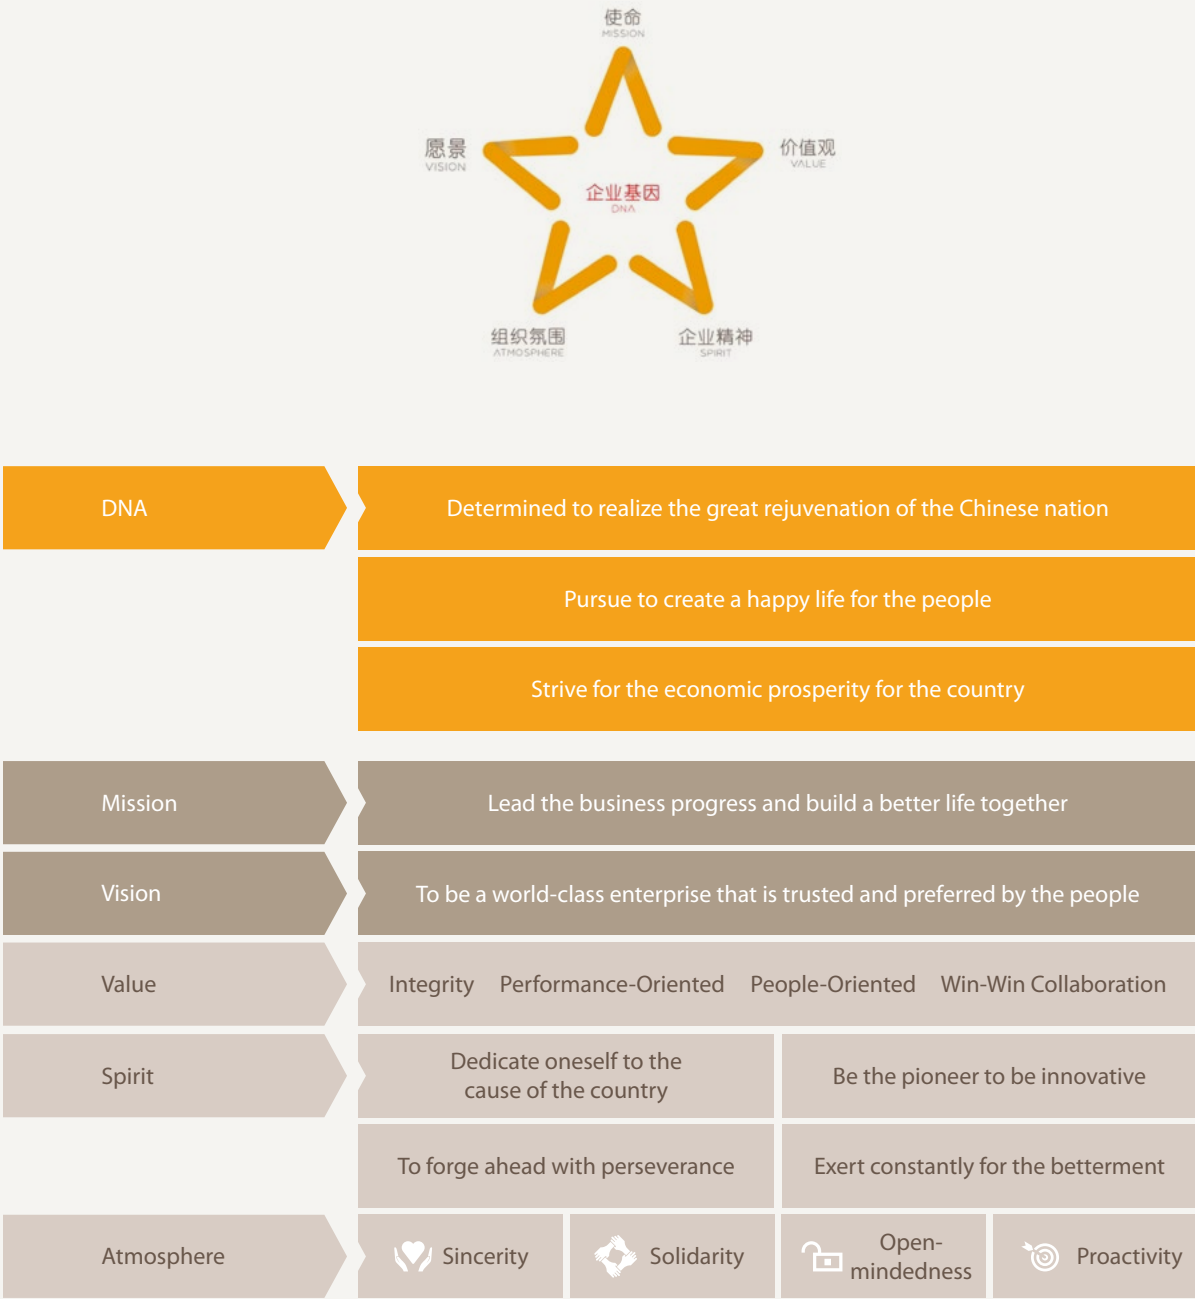 使命
MISSION
愿景
VISION
价值观
VALUE
企业基因
DNA
组织氛围
ATMOSPHERE
企业精神
SPIRIT
DNA
Determined to realize the great rejuvenation of the Chinese nation
Pursue to create a happy life for the people
Strive for the economic prosperity for the country
Mission
Lead the business progress and build a better life together
Vision
To be a world-class enterprise that is trusted and preferred by the people
Value
Integrity Performance-Oriented People-Oriented Win-Win Collaboration
Spirit
Dedicate oneself to the
cause of the country
Be the pioneer to be innovative
To forge ahead with perseverance
Exert constantly for the betterment
Atmosphere
Sincerity
Solidarity
Open-
mindedness
Proactivity